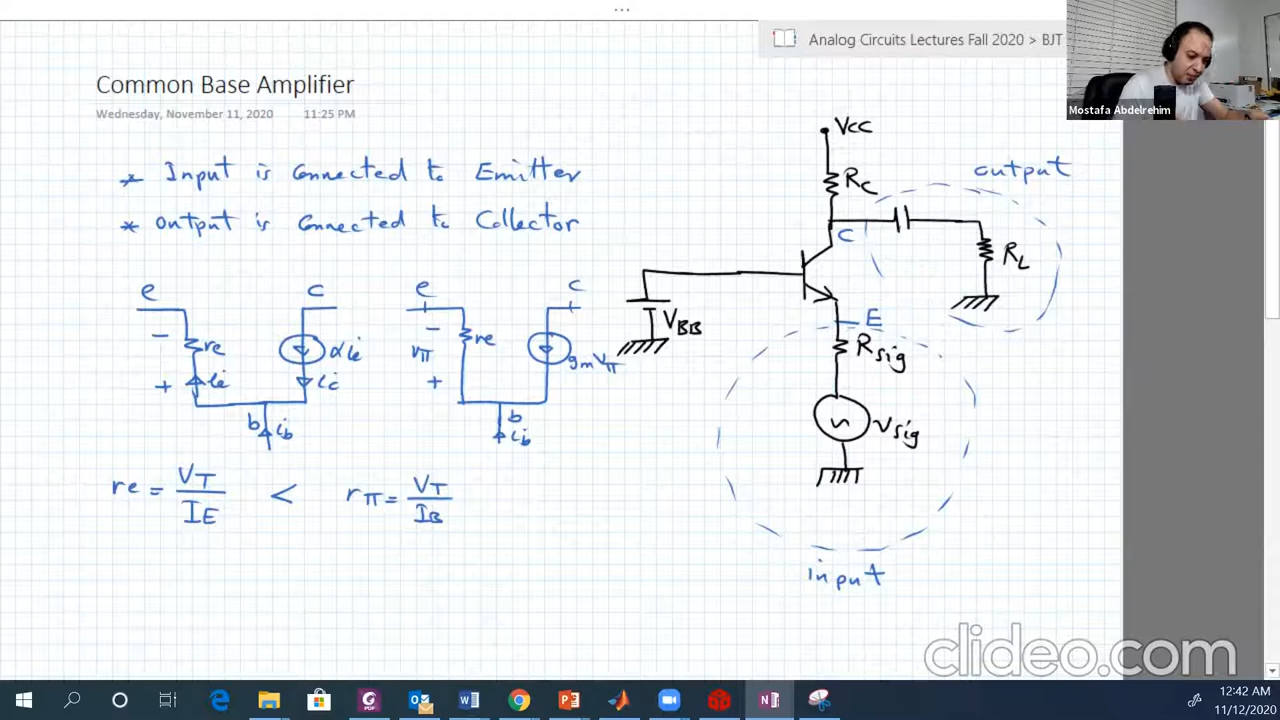 Analog Circuits Lectures Fall 2020 > BJT
Mostafa Abdelrehim
Common Base Amplifier
Wednesday, November 11, 2020 11:25 PM
* Input is connected to Emitter
* Output is connected to Collector
VCC
RC
output
C
RL
E
Rsig
VBB
Vsig
input
e
c
−
re
αie
+
ie
ic
b
ib
e
c
−
re
vπ
gmVπ
+
b
ib
re = VT / IE < rπ = VT / IB
clideo.com
12:42 AM
11/12/2020